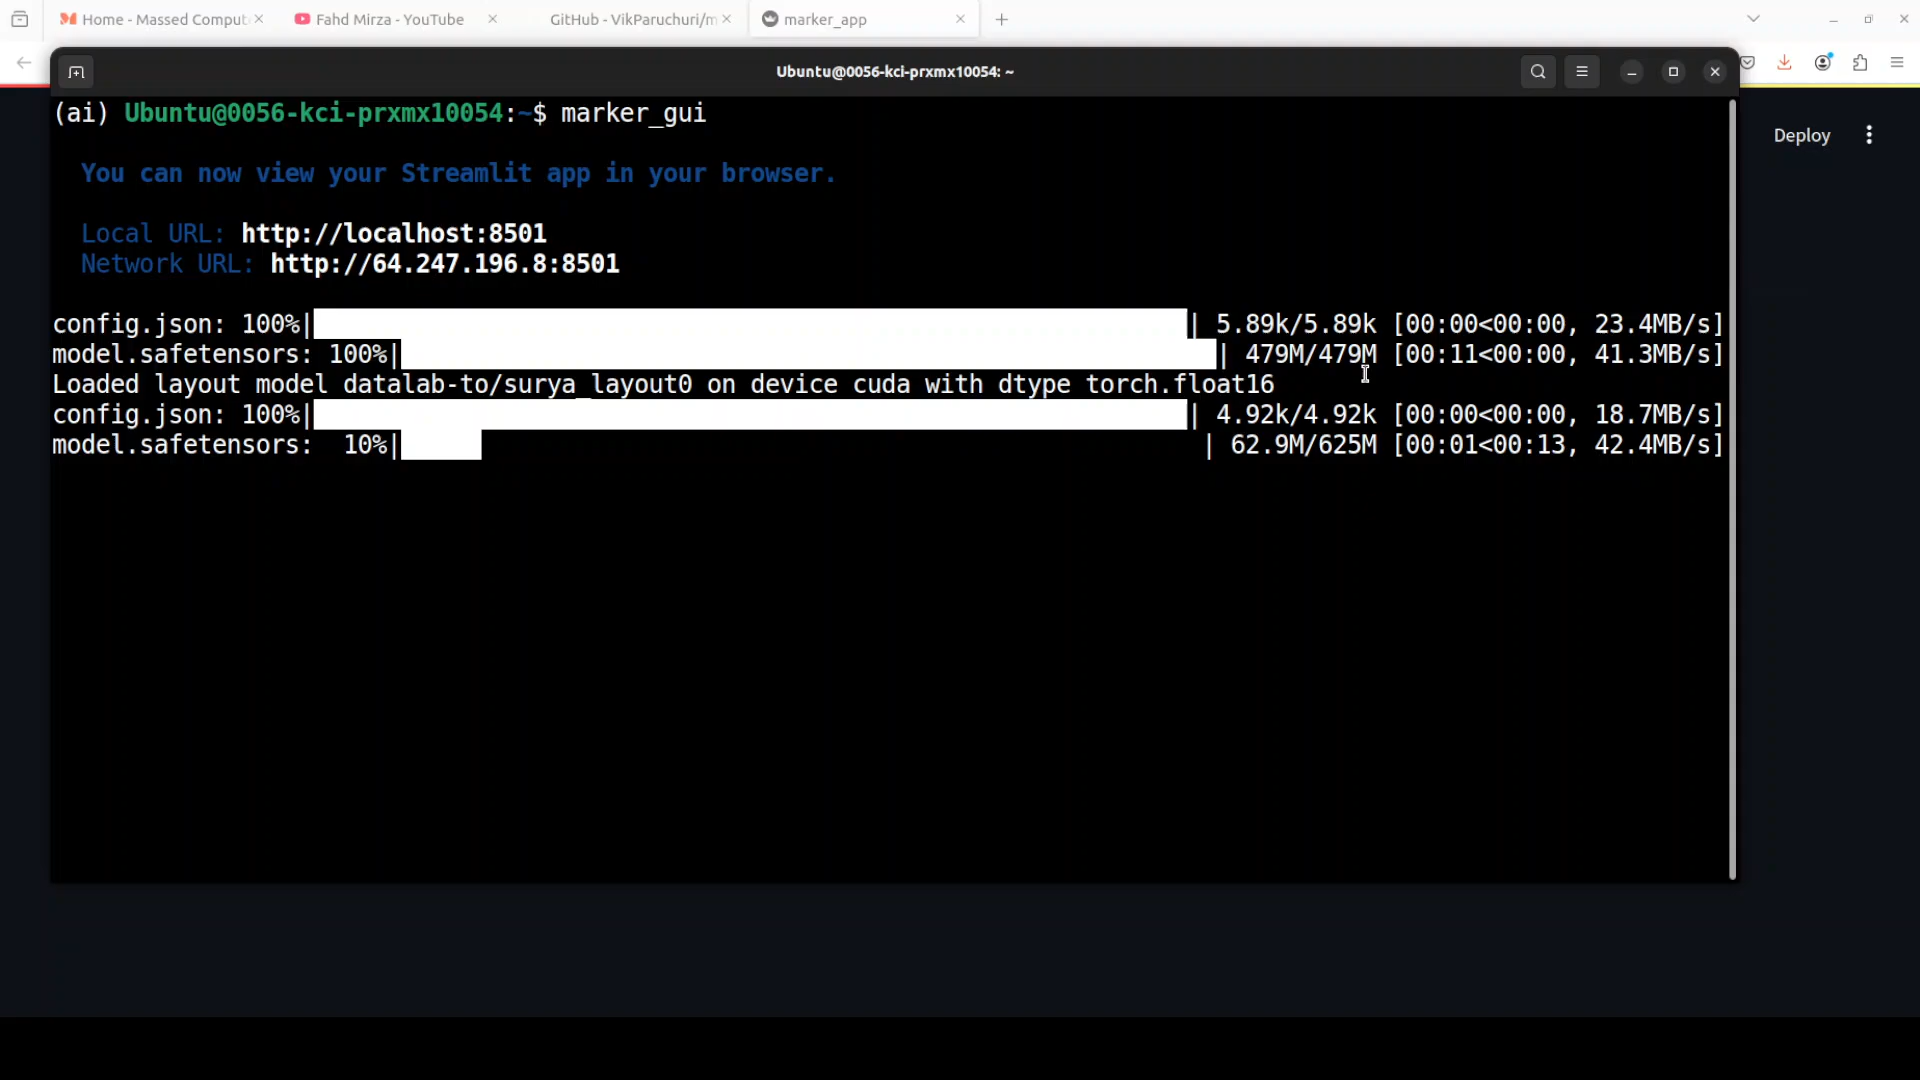 Home - Massed Comput
Fahd Mirza - YouTube
GitHub - VikParuchuri/m
marker_app
Ubuntu@0056-kci-prxmx10054: ~
Deploy
(ai) Ubuntu@0056-kci-prxmx10054:~$ marker_gui
You can now view your Streamlit app in your browser.
Local URL: http://localhost:8501
Network URL: http://64.247.196.8:8501
config.json: 100%| | 5.89k/5.89k [00:00<00:00, 23.4MB/s]
model.safetensors: 100%| | 479M/479M [00:11<00:00, 41.3MB/s]
Loaded layout model datalab-to/surya_layout0 on device cuda with dtype torch.float16
config.json: 100%| | 4.92k/4.92k [00:00<00:00, 18.7MB/s]
model.safetensors:  10%| | 62.9M/625M [00:01<00:13, 42.4MB/s]